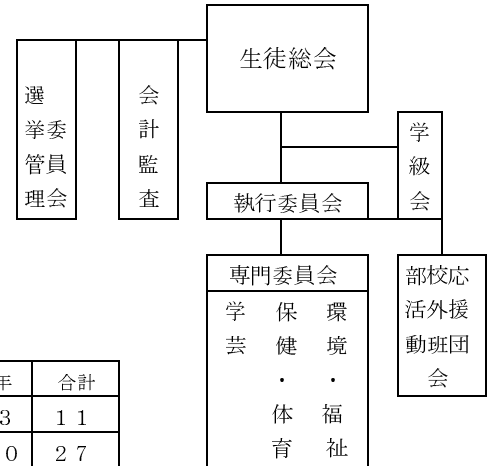 生徒総会
選挙管理
委員会
会計監査
学級会
執行委員会
専門委員会
環境・福祉
保健・体育
学芸
応援団
校外班会
部活動
年 合計
3 11
0 27